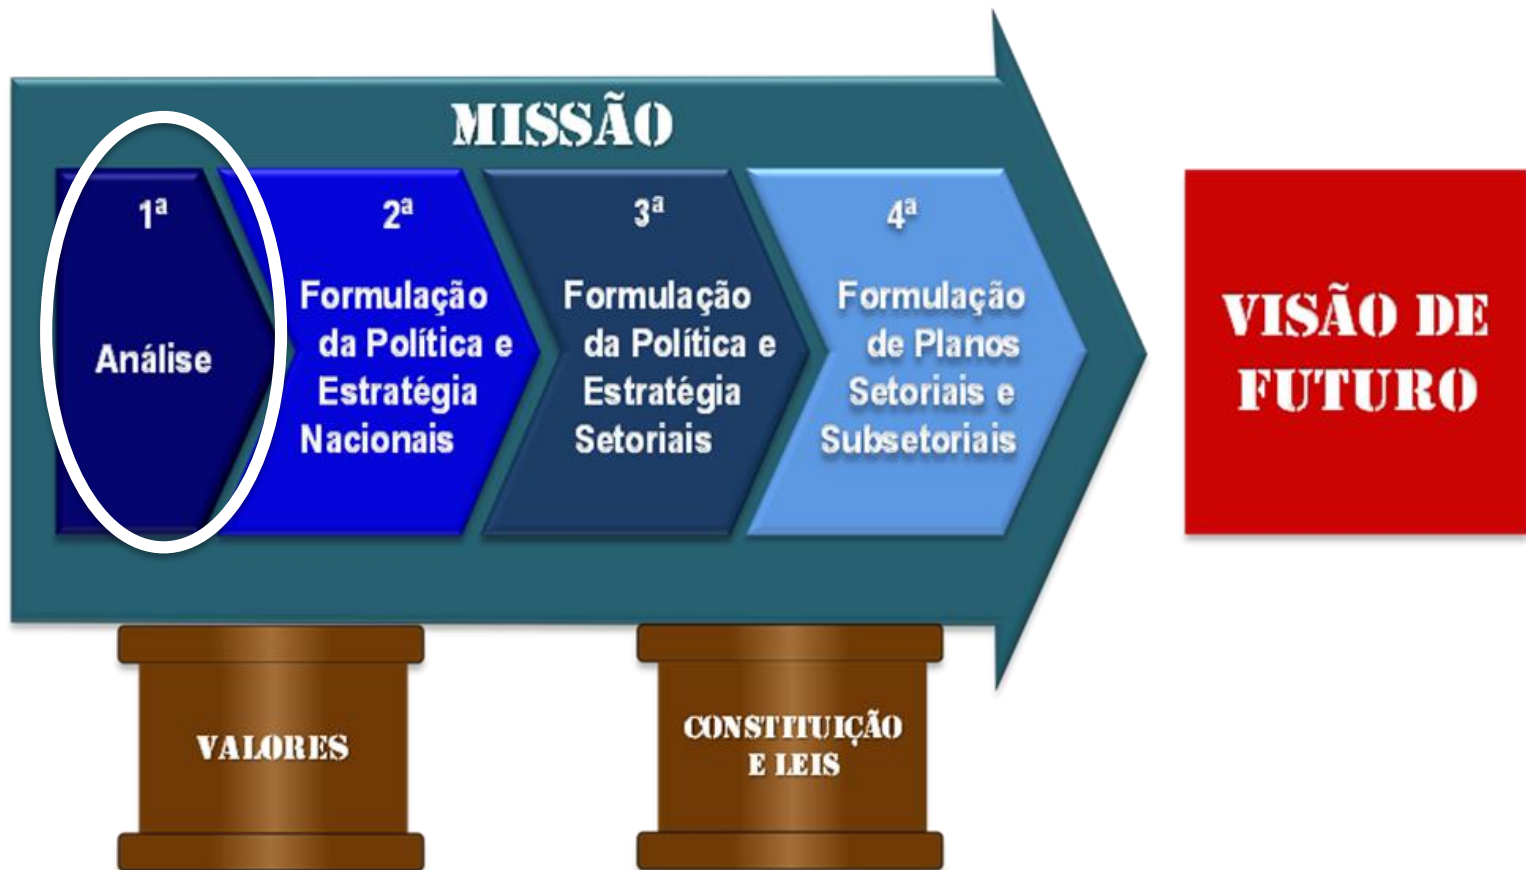 MISSÃO
1ª
Análise
2ª
Formulação
da Política e
Estratégia
Nacionais
3ª
Formulação
da Política e
Estratégia
Setoriais
4ª
Formulação
de Planos
Setoriais e
Subsetoriais
VISÃO DE
FUTURO
VALORES
CONSTITUIÇÃO
E LEIS